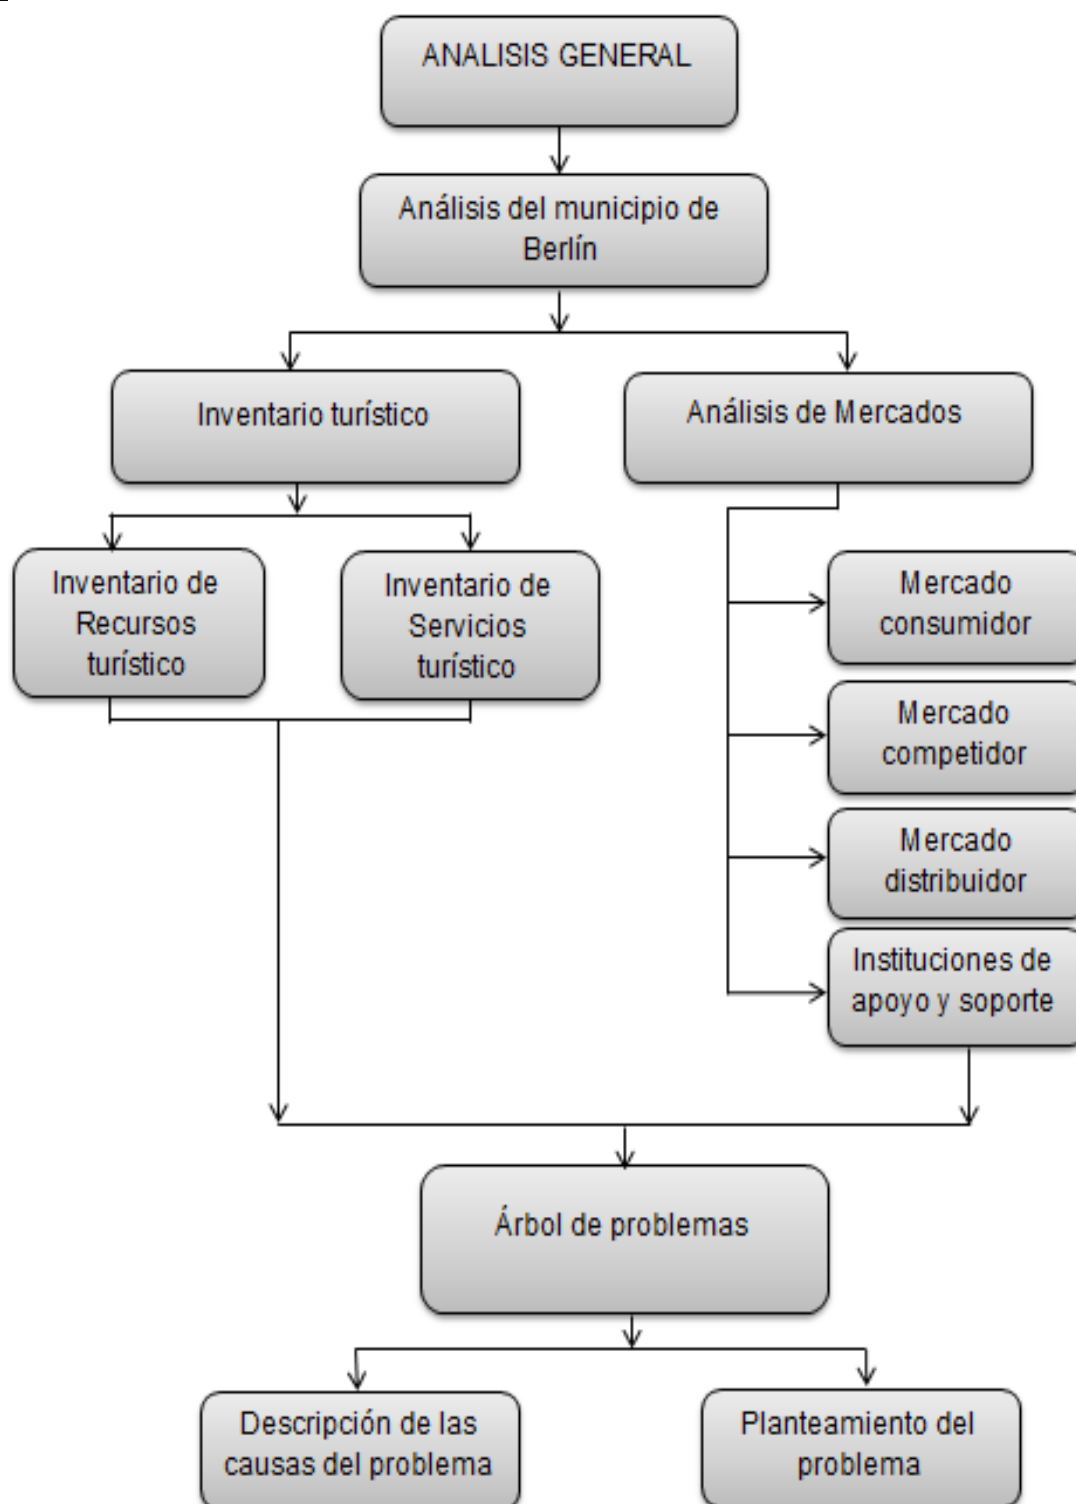 ANALISIS GENERAL
Análisis del municipio de
Berlín
Inventario turístico
Análisis de Mercados
Inventario de
Recursos
turístico
Inventario de
Servicios
turístico
Mercado
consumidor
Mercado
competidor
Mercado
distribuidor
Instituciones de
apoyo y soporte
Árbol de problemas
Descripción de las
causas del problema
Planteamiento del
problema